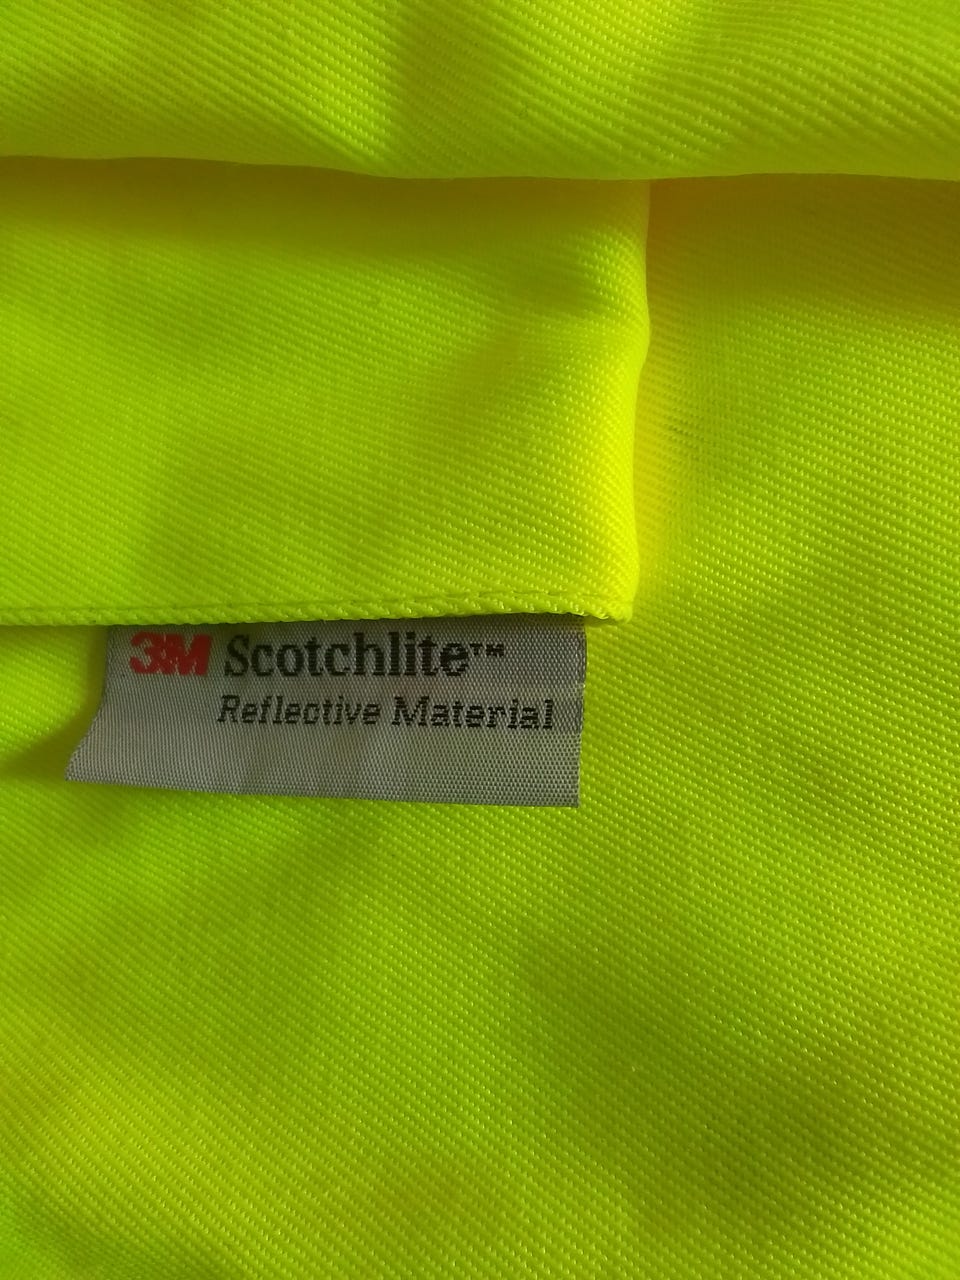 3M Scotchlite™
Reflective Material